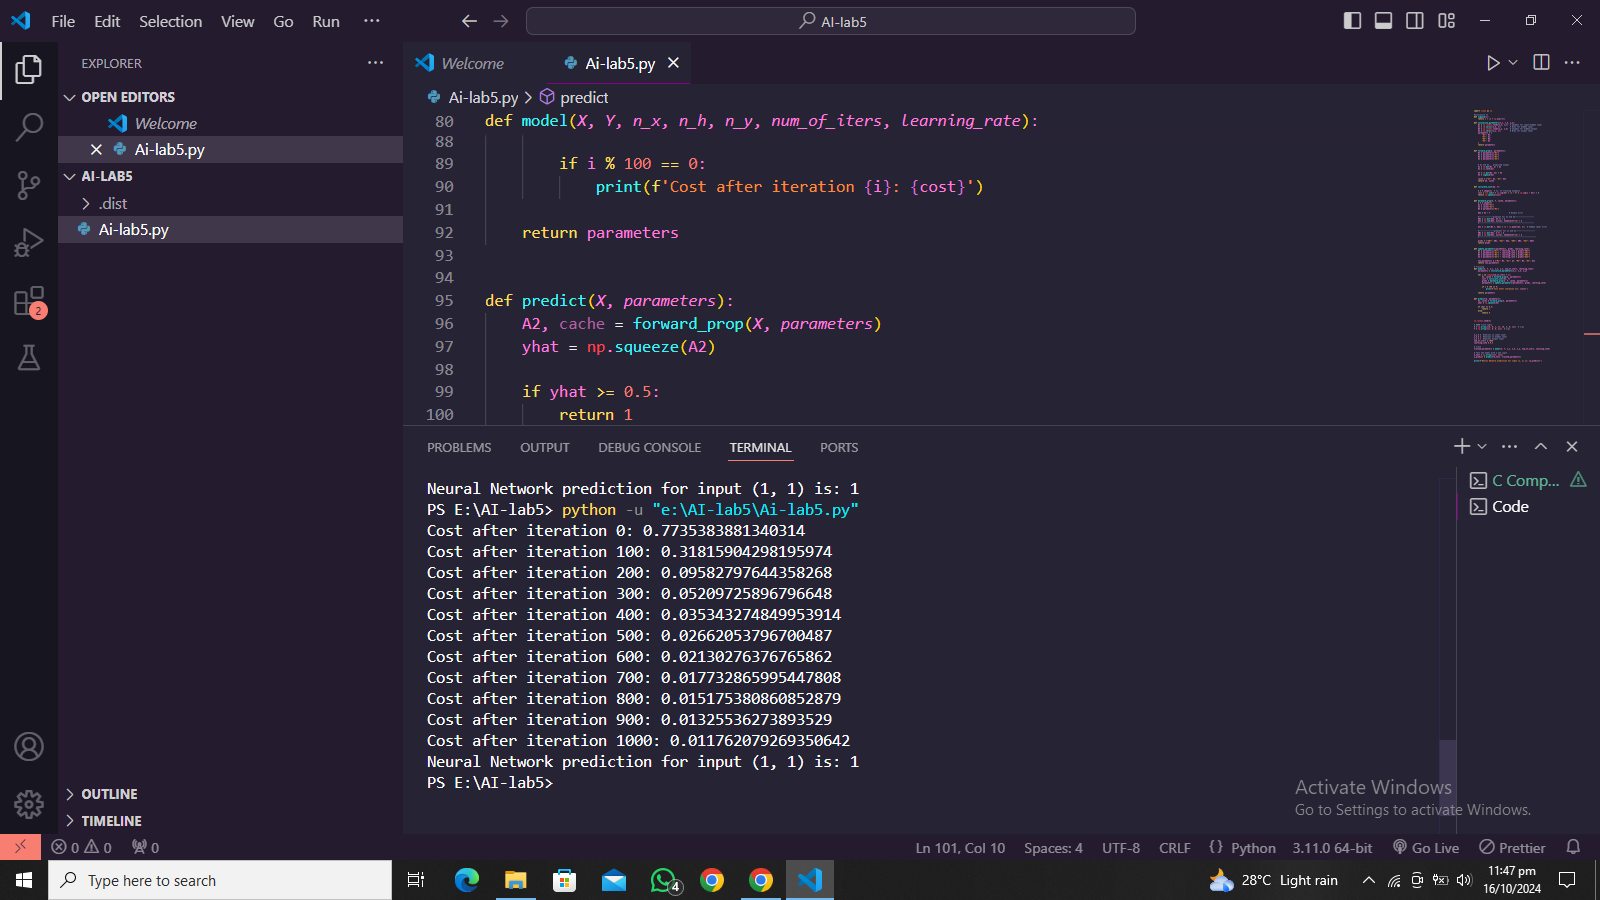 File Edit Selection View Go Run ···
AI-lab5
EXPLORER
OPEN EDITORS
Welcome
Ai-lab5.py
AI-LAB5
.dist
Ai-lab5.py
2
OUTLINE
TIMELINE
Welcome
Ai-lab5.py
Ai-lab5.py > predict
80 def model(X, Y, n_x, n_h, n_y, num_of_iters, learning_rate):
88
89 if i % 100 == 0:
90 print(f'Cost after iteration {i}: {cost}')
91
92 return parameters
93
94
95 def predict(X, parameters):
96 A2, cache = forward_prop(X, parameters)
97 yhat = np.squeeze(A2)
98
99 if yhat >= 0.5:
100 return 1
PROBLEMS OUTPUT DEBUG CONSOLE TERMINAL PORTS
Neural Network prediction for input (1, 1) is: 1
PS E:\AI-lab5> python -u "e:\AI-lab5\Ai-lab5.py"
Cost after iteration 0: 0.7735383881340314
Cost after iteration 100: 0.31815904298195974
Cost after iteration 200: 0.09582797644358268
Cost after iteration 300: 0.05209725896796648
Cost after iteration 400: 0.035343274849953914
Cost after iteration 500: 0.02662053796700487
Cost after iteration 600: 0.02130276376765862
Cost after iteration 700: 0.017732865995447808
Cost after iteration 800: 0.015175380860852879
Cost after iteration 900: 0.01325536273893529
Cost after iteration 1000: 0.011762079269350642
Neural Network prediction for input (1, 1) is: 1
PS E:\AI-lab5>
C Comp...
Code
Activate Windows
Go to Settings to activate Windows.
0 0 0
Ln 101, Col 10 Spaces: 4 UTF-8 CRLF {} Python 3.11.0 64-bit Go Live Prettier
Type here to search
4
28°C Light rain
11:47 pm
16/10/2024